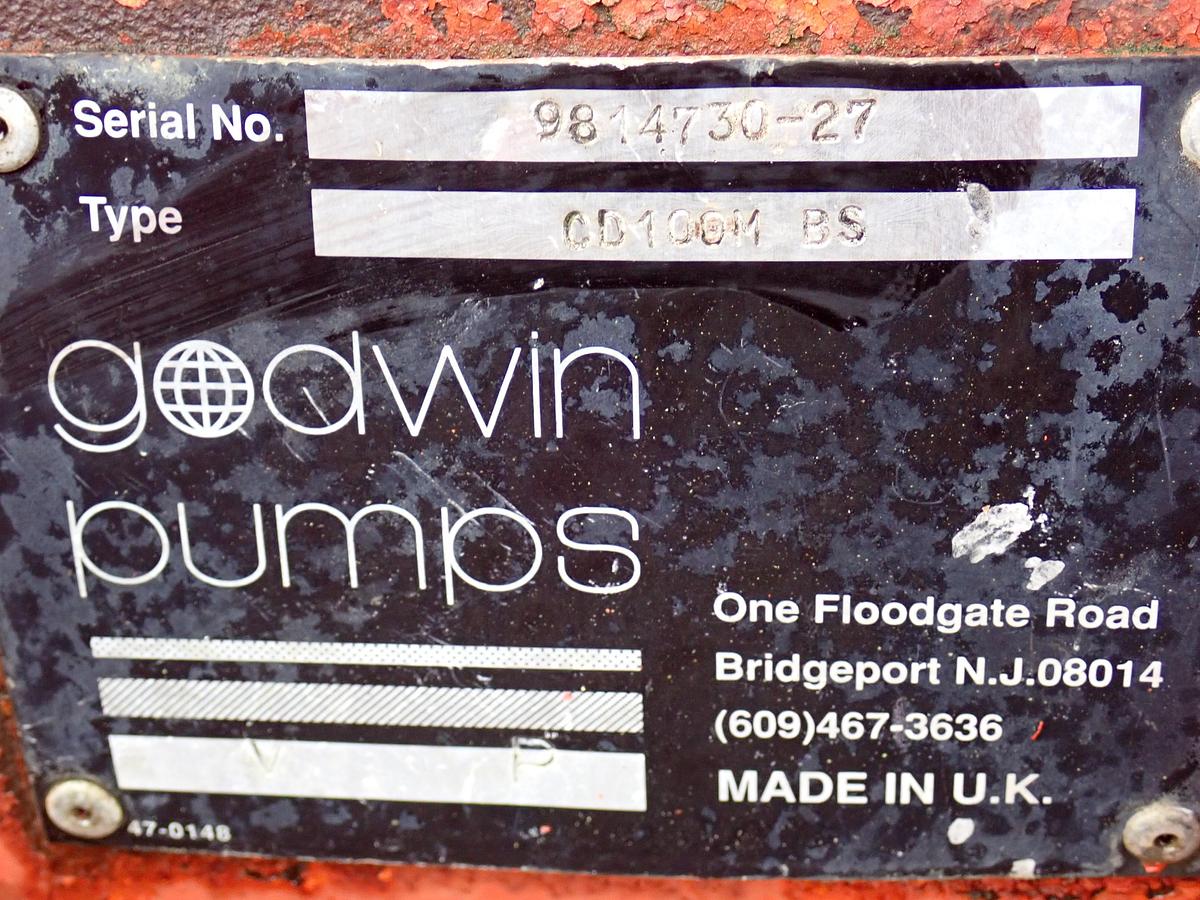 Serial No. 9814730-27
Type CD100M BS
godwin
pumps
One Floodgate Road
Bridgeport N.J.08014
(609)467-3636
MADE IN U.K.
V P
47-0148